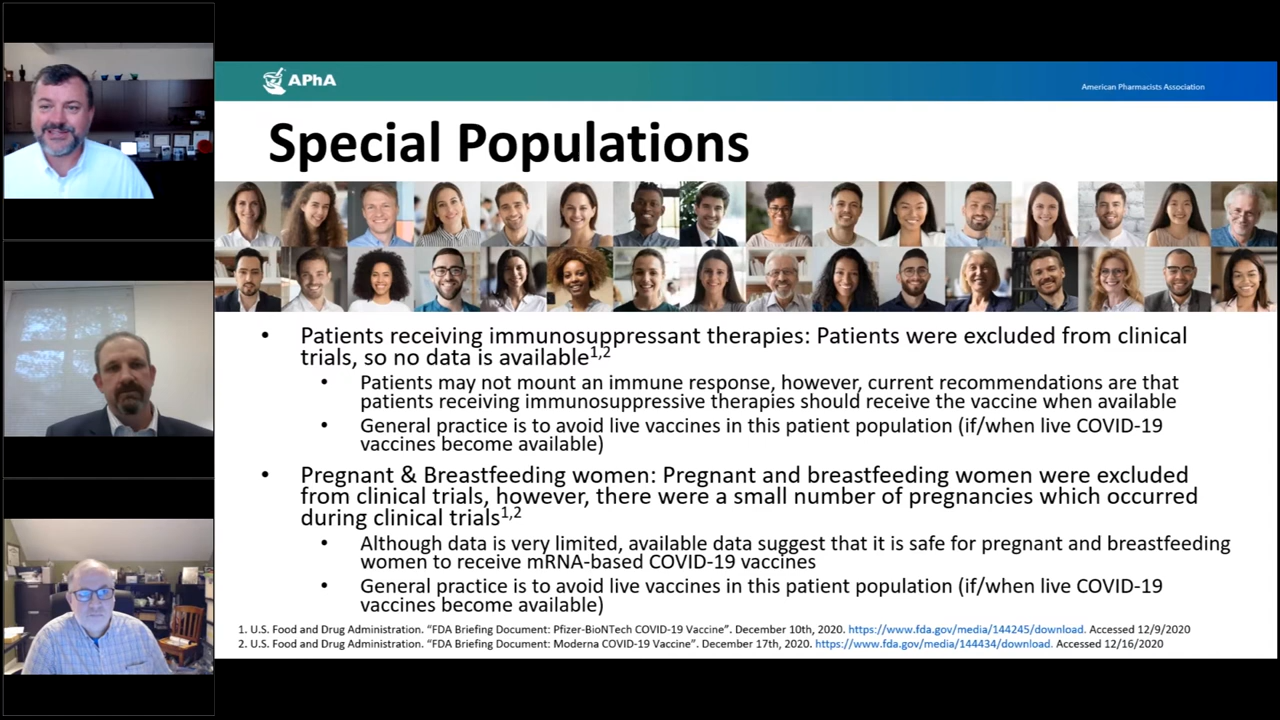 APhA
American Pharmacists Association
Special Populations
• Patients receiving immunosuppressant therapies: Patients were excluded from clinical
trials, so no data is available1,2
• Patients may not mount an immune response, however, current recommendations are that
patients receiving immunosuppressive therapies should receive the vaccine when available
• General practice is to avoid live vaccines in this patient population (if/when live COVID-19
vaccines become available)
• Pregnant & Breastfeeding women: Pregnant and breastfeeding women were excluded
from clinical trials, however, there were a small number of pregnancies which occurred
during clinical trials1,2
• Although data is very limited, available data suggest that it is safe for pregnant and breastfeeding
women to receive mRNA-based COVID-19 vaccines
• General practice is to avoid live vaccines in this patient population (if/when live COVID-19
vaccines become available)
1. U.S. Food and Drug Administration. “FDA Briefing Document: Pfizer-BioNTech COVID-19 Vaccine”. December 10th, 2020. https://www.fda.gov/media/144245/download. Accessed 12/9/2020
2. U.S. Food and Drug Administration. “FDA Briefing Document: Moderna COVID-19 Vaccine”. December 17th, 2020. https://www.fda.gov/media/144434/download. Accessed 12/16/2020